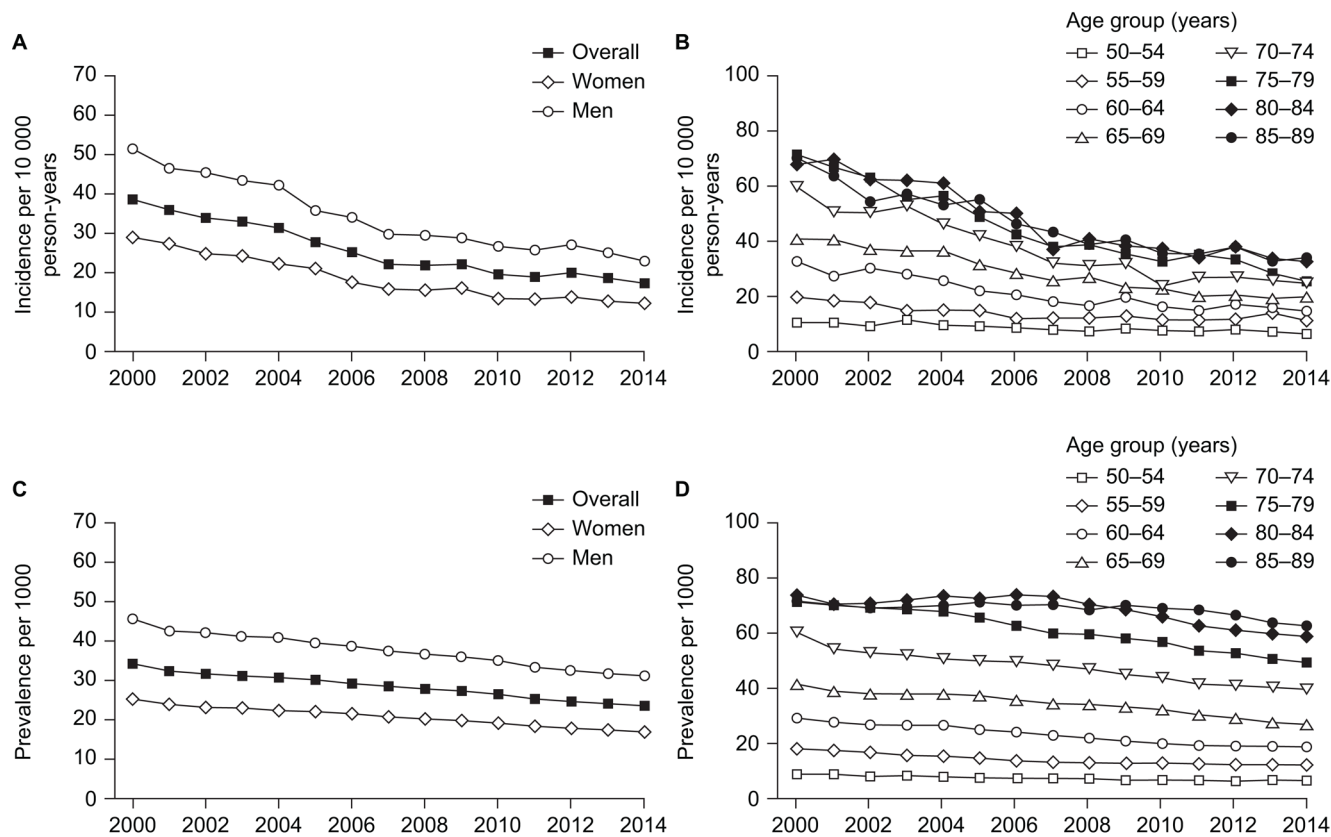 A
Overall
Women
Men
Incidence per 10 000
person-years
70
60
50
40
30
20
10
0
2000 2002 2004 2006 2008 2010 2012 2014
B
Age group (years)
50–54 70–74
55–59 75–79
60–64 80–84
65–69 85–89
Incidence per 10 000
person-years
100
80
60
40
20
0
2000 2002 2004 2006 2008 2010 2012 2014
C
Overall
Women
Men
Prevalence per 1000
70
60
50
40
30
20
10
0
2000 2002 2004 2006 2008 2010 2012 2014
D
Age group (years)
50–54 70–74
55–59 75–79
60–64 80–84
65–69 85–89
Prevalence per 1000
100
80
60
40
20
0
2000 2002 2004 2006 2008 2010 2012 2014